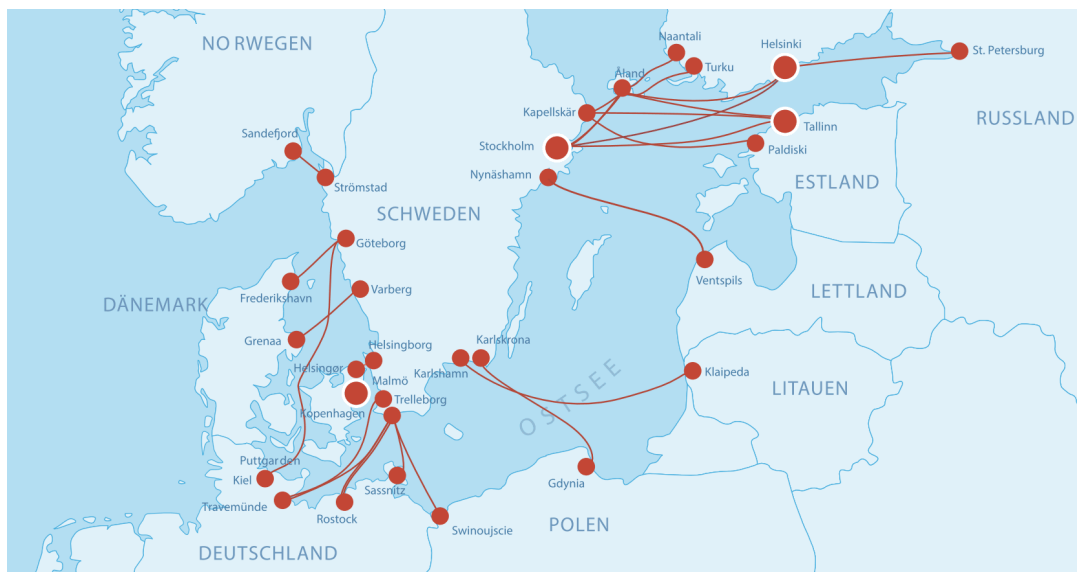 NORWEGEN
Naantali
Helsinki
St. Petersburg
Turku
Åland
Kapellskär
Tallinn
RUSSLAND
Sandefjord
Stockholm
Paldiski
Nynäshamn
ESTLAND
Strömstad
SCHWEDEN
Göteborg
Ventspils
Frederikshavn
Varberg
LETTLAND
DÄNEMARK
Grenaa
Helsingborg
Karlskrona
Helsingør
Karlshamn
Klaipeda
Malmö
OSTSEE
LITAUEN
Trelleborg
Kopenhagen
Puttgarden
Kiel
Sassnitz
Gdynia
Travemünde
Rostock
Swinoujscie
POLEN
DEUTSCHLAND